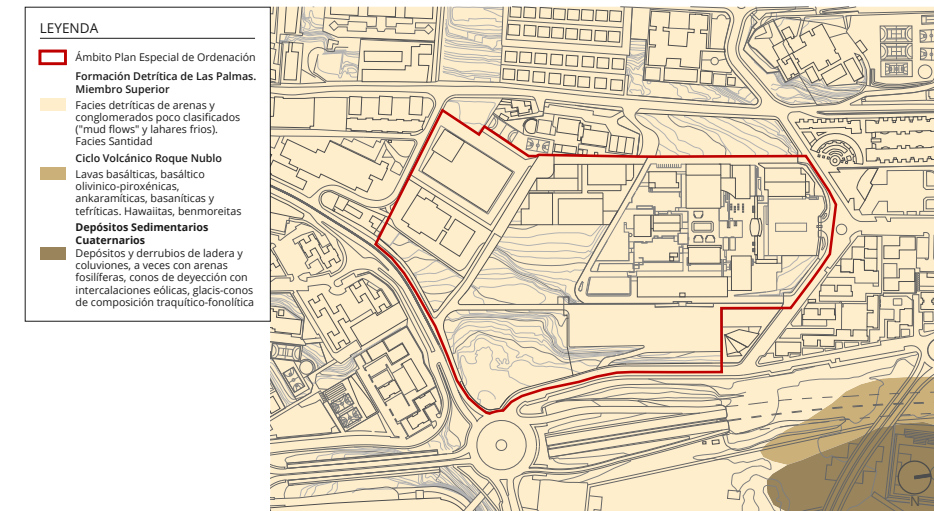 LEYENDA
Ámbito Plan Especial de Ordenación
Formación Detrítica de Las Palmas.
Miembro Superior
Facies detríticas de arenas y
conglomerados poco clasificados
("mud flows" y lahares frios).
Facies Santidad
Ciclo Volcánico Roque Nublo
Lavas basálticas, basáltico
olivinico-piroxénicas,
ankaramíticas, basaníticas y
tefríticas. Hawaiitas, benmoreitas
Depósitos Sedimentarios
Cuaternarios
Depósitos y derrubios de ladera y
coluviones, a veces con arenas
fosilíferas, conos de deyección con
intercalaciones eólicas, glacis-conos
de composición traquítico-fonolítica
N